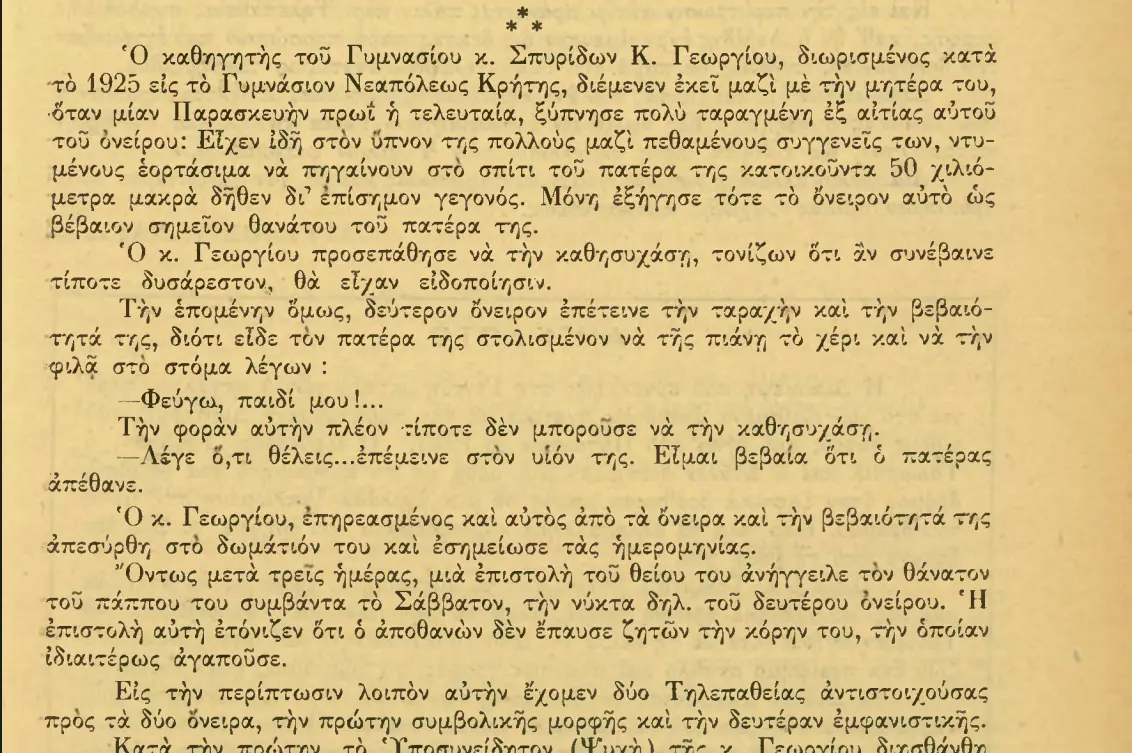 *
* *
Ὁ καθηγητὴς τοῦ Γυμνασίου κ. Σπυρίδων Κ. Γεωργίου, διωρισμένος κατὰ
τὸ 1925 εἰς τὸ Γυμνάσιον Νεαπόλεως Κρήτης, διέμενεν ἐκεῖ μαζὶ μὲ τὴν μητέρα του,
ὅταν μίαν Παρασκευὴν πρωῒ ἡ τελευταία, ξύπνησε πολὺ ταραγμένη ἐξ αἰτίας αὐτοῦ
τοῦ ὀνείρου: Εἶχεν ἰδῆ στὸν ὕπνον της πολλοὺς μαζὶ πεθαμένους συγγενεῖς των, ντυ-
μένους ἑορτάσιμα νὰ πηγαίνουν στὸ σπίτι τοῦ πατέρα της κατοικοῦντα 50 χιλιό-
μετρα μακρὰ δῆθεν δι' ἐπίσημον γεγονός. Μόνη ἐξήγησε τότε τὸ ὄνειρον αὐτὸ ὡς
βέβαιον σημεῖον θανάτου τοῦ πατέρα της.
Ὁ κ. Γεωργίου προσεπάθησε νὰ τὴν καθησυχάσῃ, τονίζων ὅτι ἂν συνέβαινε
τίποτε δυσάρεστον, θὰ εἶχαν εἰδοποίησιν.
Τὴν ἑπομένην ὅμως, δεύτερον ὄνειρον ἐπέτεινε τὴν ταραχὴν καὶ τὴν βεβαιό-
τητά της, διότι εἶδε τὸν πατέρα της στολισμένον νὰ τῆς πιάνῃ τὸ χέρι καὶ νὰ τὴν
φιλᾷ στὸ στόμα λέγων :
—Φεύγω, παιδί μου!...
Τὴν φορὰν αὐτὴν πλέον τίποτε δὲν μποροῦσε νὰ τὴν καθησυχάσῃ.
—Λέγε ὅ,τι θέλεις...ἐπέμεινε στὸν υἱόν της. Εἶμαι βεβαία ὅτι ὁ πατέρας
ἀπέθανε.
Ὁ κ. Γεωργίου, ἐπηρεασμένος καὶ αὐτὸς ἀπὸ τὰ ὄνειρα καὶ τὴν βεβαιότητά της
ἀπεσύρθη στὸ δωμάτιόν του καὶ ἐσημείωσε τὰς ἡμερομηνίας.
Ὄντως μετὰ τρεῖς ἡμέρας, μιὰ ἐπιστολὴ τοῦ θείου του ἀνήγγειλε τὸν θάνατον
τοῦ πάππου του συμβάντα τὸ Σάββατον, τὴν νύκτα δηλ. τοῦ δευτέρου ὀνείρου. Ἡ
ἐπιστολὴ αὐτὴ ἐτόνιζεν ὅτι ὁ ἀποθανὼν δὲν ἔπαυσε ζητῶν τὴν κόρην του, τὴν ὁποίαν
ἰδιαιτέρως ἀγαποῦσε.
Εἰς τὴν περίπτωσιν λοιπὸν αὐτὴν ἔχομεν δύο Τηλεπαθείας ἀντιστοιχούσας
πρὸς τὰ δύο ὄνειρα, τὴν πρώτην συμβολικῆς μορφῆς καὶ τὴν δευτέραν ἐμφανιστικῆς.
Κατὰ τὴν πρώτην, τὸ Ὑποσυνείδητον (Ψυχὴ) τῆς κ. Γεωργίου διῃσθάνθη